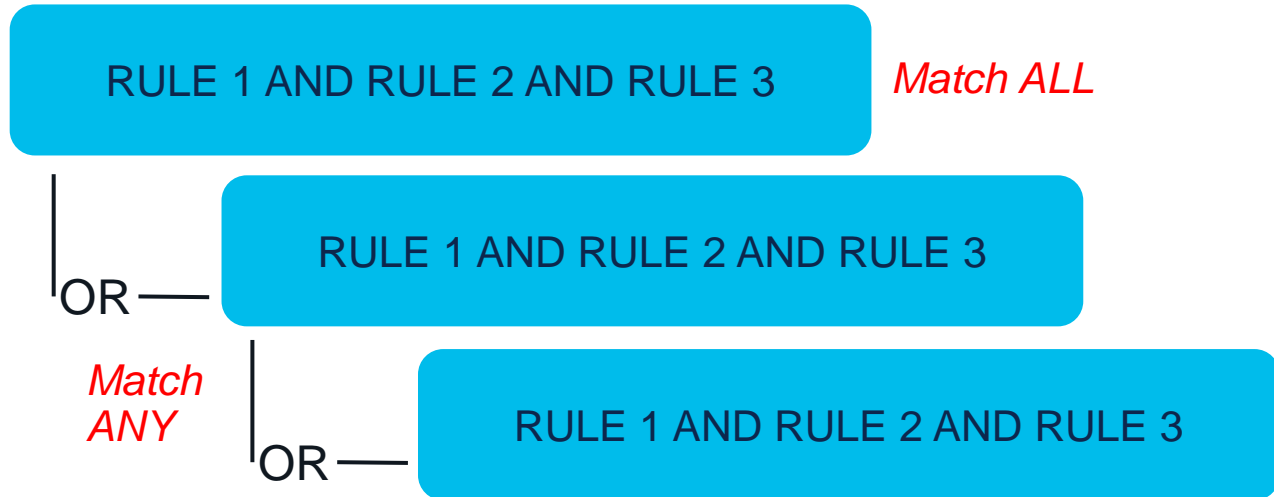 RULE 1 AND RULE 2 AND RULE 3
Match ALL
RULE 1 AND RULE 2 AND RULE 3
OR
Match
ANY
RULE 1 AND RULE 2 AND RULE 3
OR